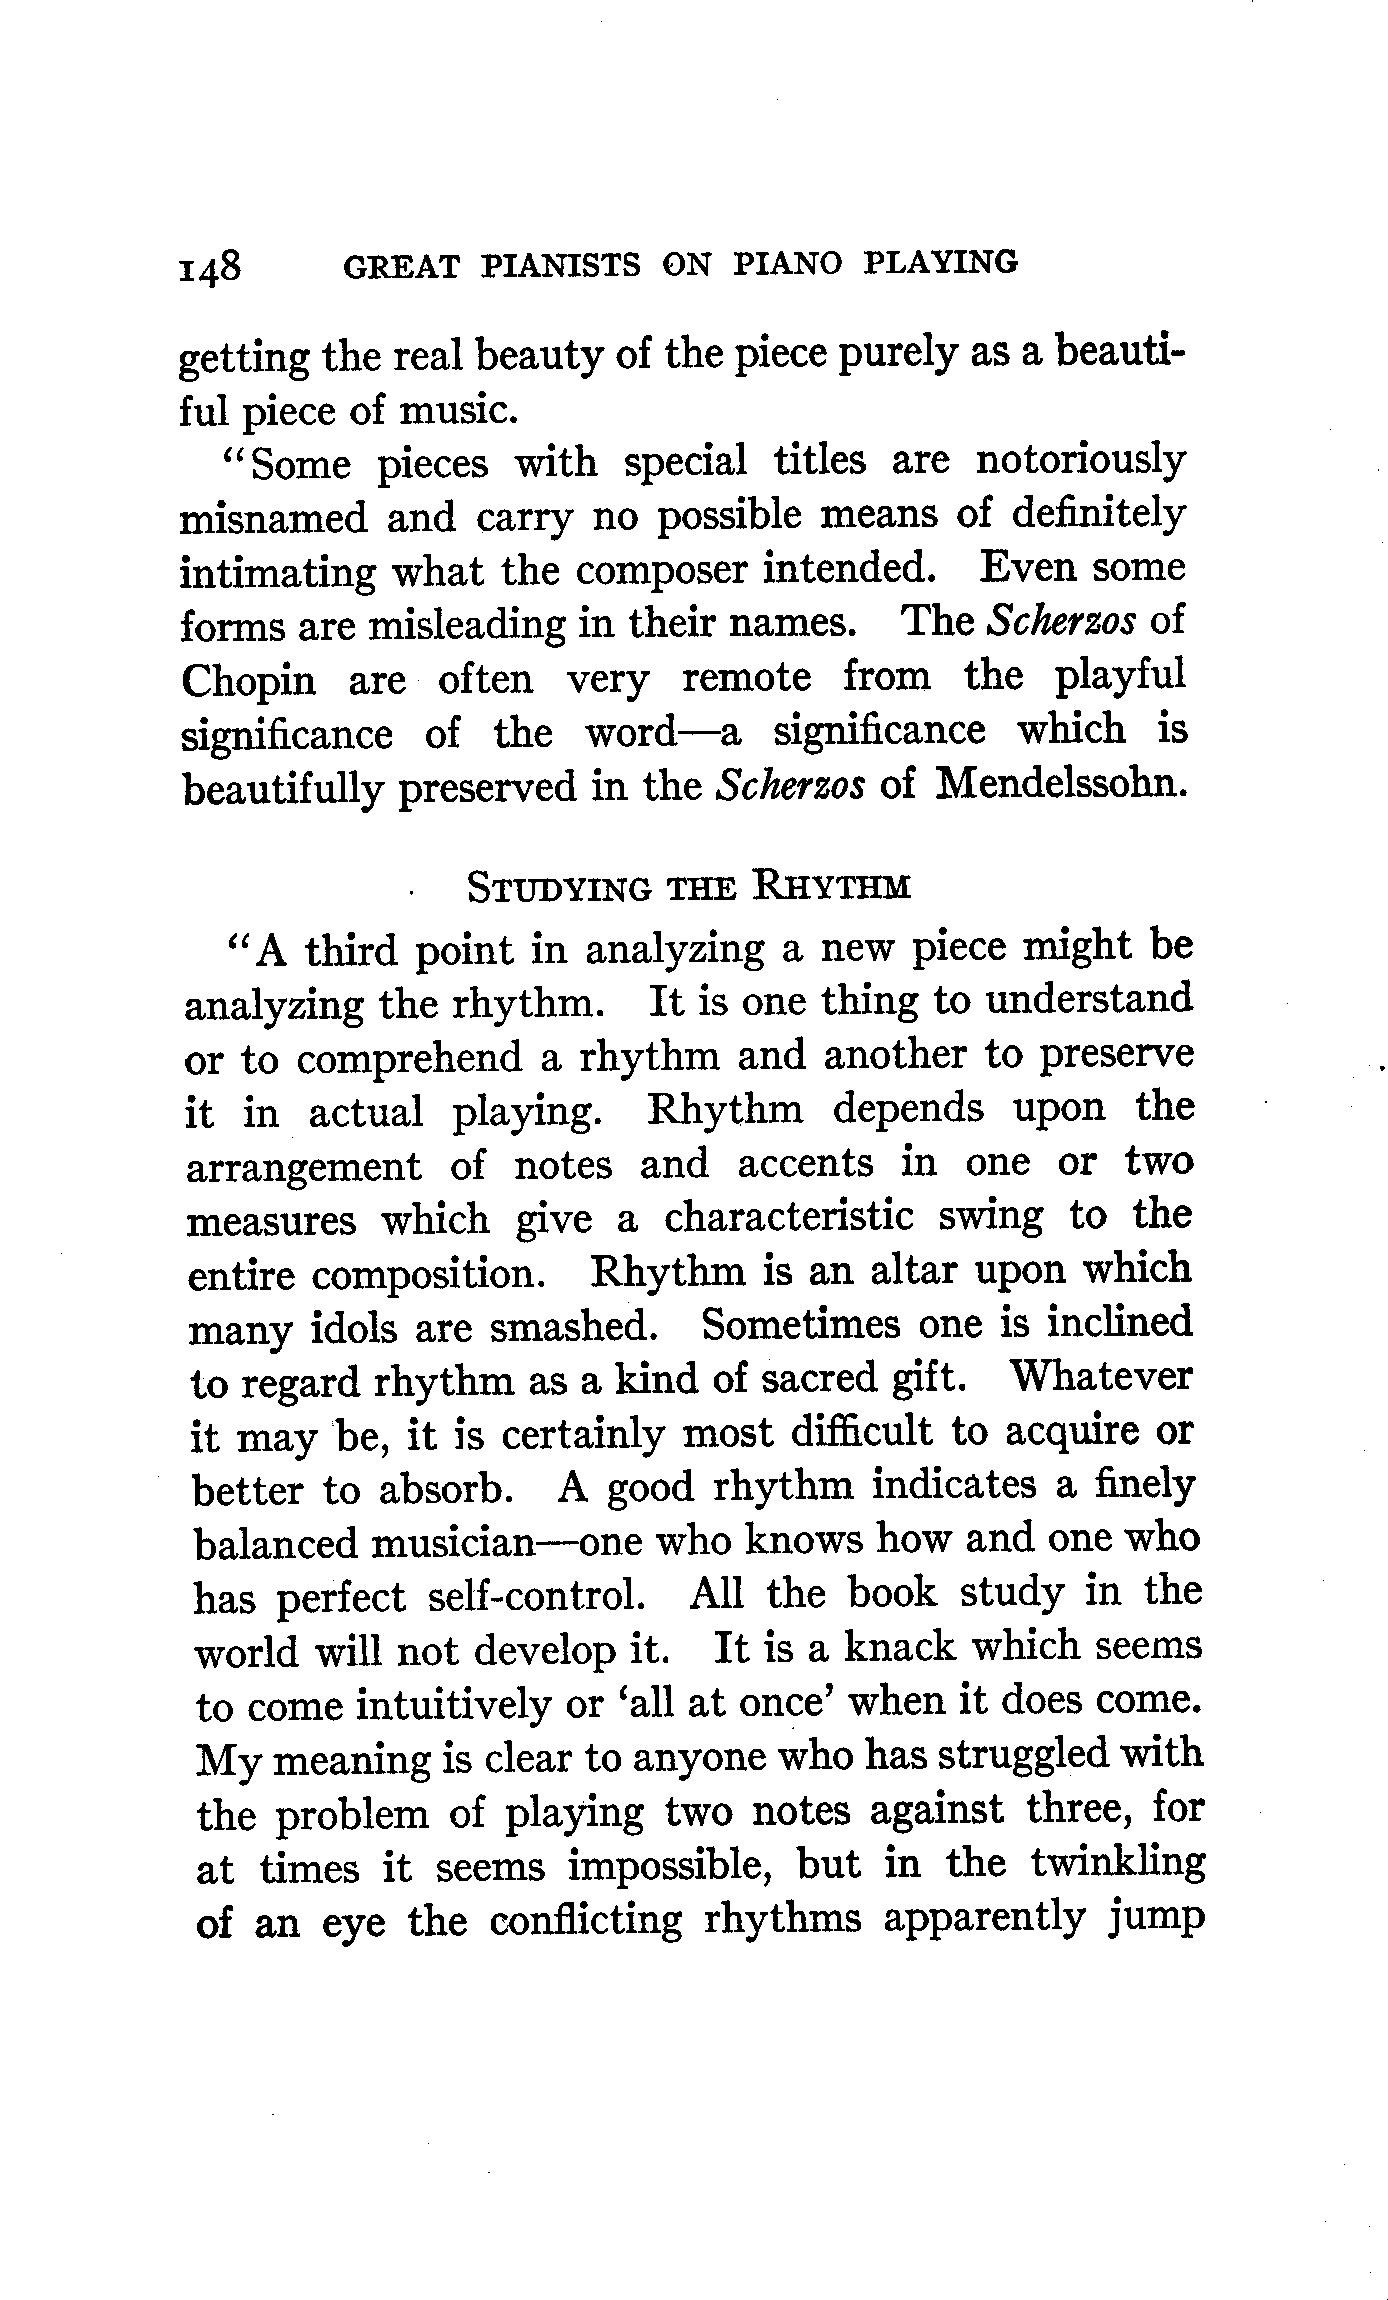 148 GREAT PIANISTS ON PIANO PLAYING
getting the real beauty of the piece purely as a beauti-
ful piece of music.
"Some pieces with special titles are notoriously
misnamed and carry no possible means of definitely
intimating what the composer intended. Even some
forms are misleading in their names. The Scherzos of
Chopin are often very remote from the playful
significance of the word—a significance which is
beautifully preserved in the Scherzos of Mendelssohn.
STUDYING THE RHYTHM
"A third point in analyzing a new piece might be
analyzing the rhythm. It is one thing to understand
or to comprehend a rhythm and another to preserve
it in actual playing. Rhythm depends upon the
arrangement of notes and accents in one or two
measures which give a characteristic swing to the
entire composition. Rhythm is an altar upon which
many idols are smashed. Sometimes one is inclined
to regard rhythm as a kind of sacred gift. Whatever
it may be, it is certainly most difficult to acquire or
better to absorb. A good rhythm indicates a finely
balanced musician—one who knows how and one who
has perfect self-control. All the book study in the
world will not develop it. It is a knack which seems
to come intuitively or 'all at once' when it does come.
My meaning is clear to anyone who has struggled with
the problem of playing two notes against three, for
at times it seems impossible, but in the twinkling
of an eye the conflicting rhythms apparently jump